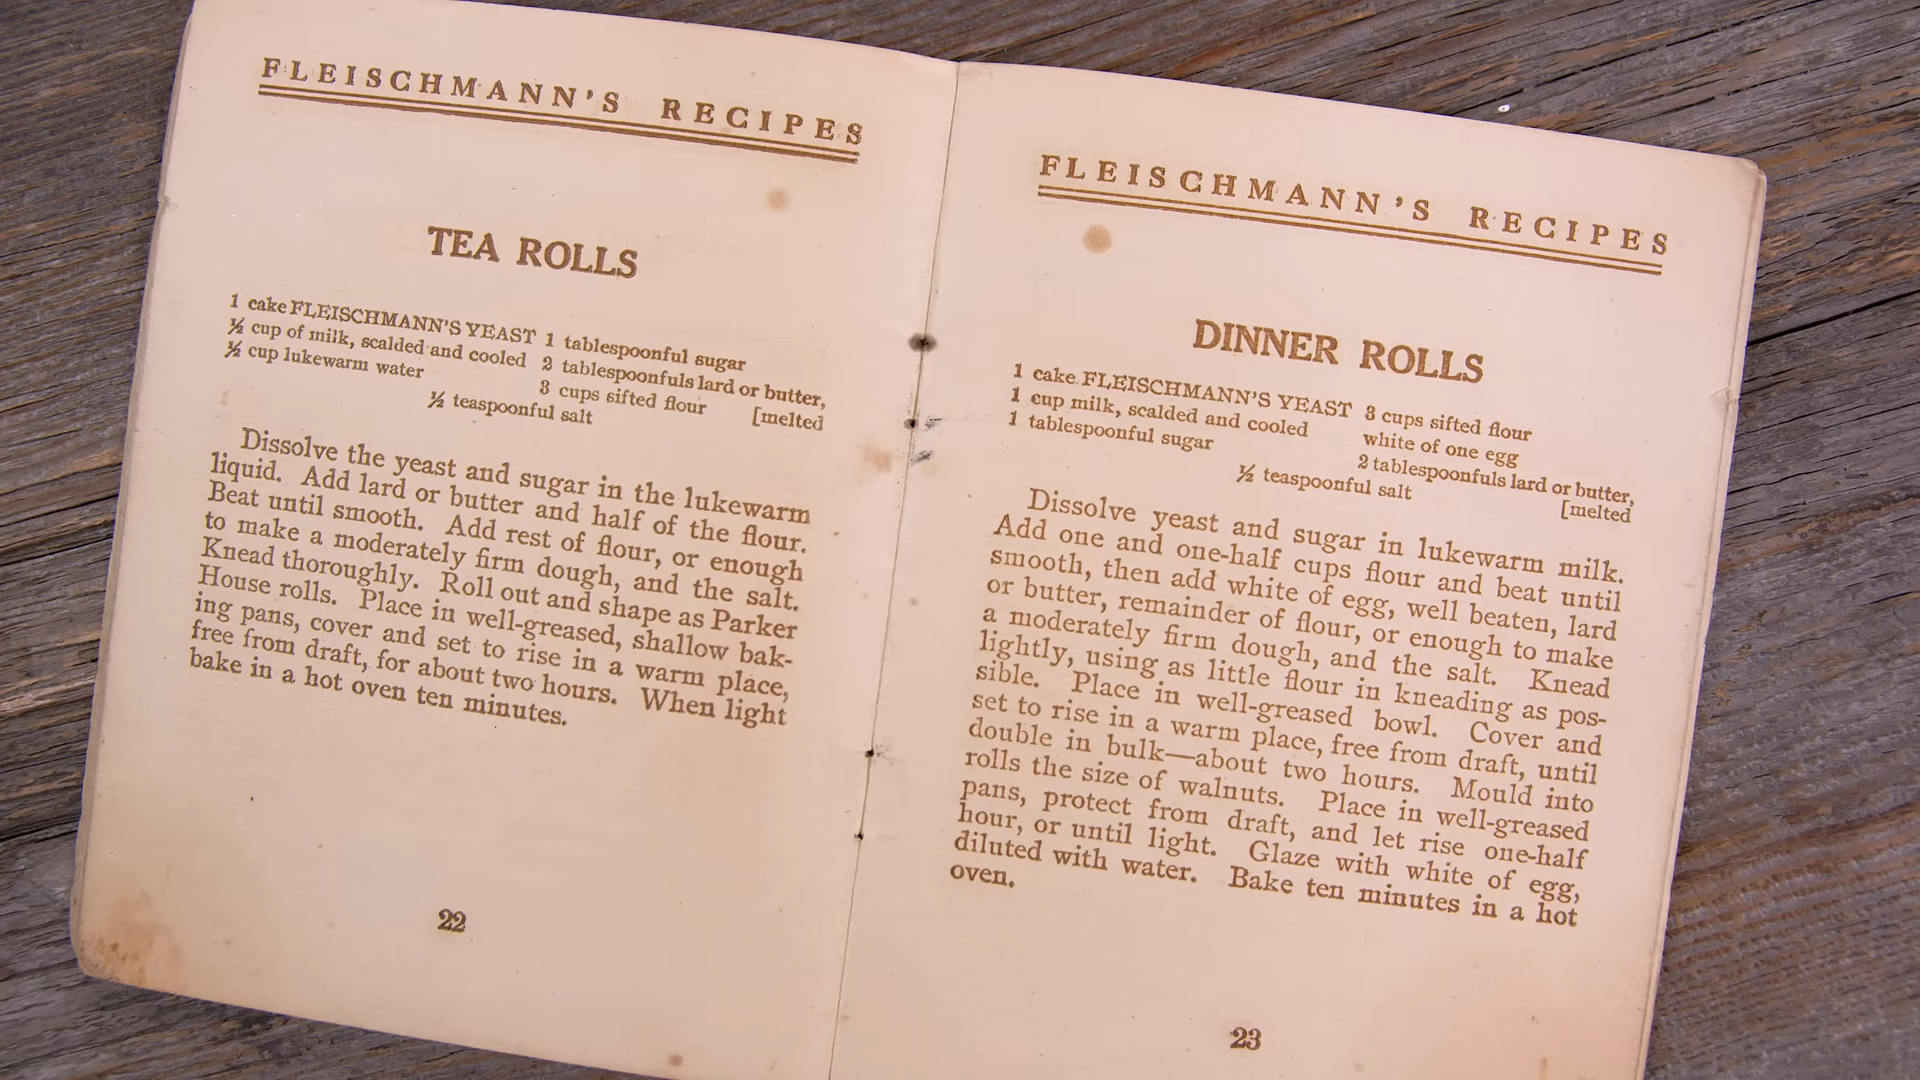 FLEISCHMANN'S RECIPES
TEA ROLLS
1 cake FLEISCHMANN'S YEAST
½ cup of milk, scalded and cooled
½ cup lukewarm water
1 tablespoonful sugar
2 tablespoonfuls lard or butter,
3 cups sifted flour [melted
½ teaspoonful salt
Dissolve the yeast and sugar in the lukewarm
liquid. Add lard or butter and half of the flour.
Beat until smooth. Add rest of flour, or enough
to make a moderately firm dough, and the salt.
Knead thoroughly. Roll out and shape as Parker
House rolls. Place in well-greased, shallow bak-
ing pans, cover and set to rise in a warm place,
free from draft, for about two hours. When light
bake in a hot oven ten minutes.
22
FLEISCHMANN'S RECIPES
DINNER ROLLS
1 cake FLEISCHMANN'S YEAST
1 cup milk, scalded and cooled
1 tablespoonful sugar
3 cups sifted flour
white of one egg
2 tablespoonfuls lard or butter,
½ teaspoonful salt [melted
Dissolve yeast and sugar in lukewarm milk.
Add one and one-half cups flour and beat until
smooth, then add white of egg, well beaten, lard
or butter, remainder of flour, or enough to make
a moderately firm dough, and the salt. Knead
lightly, using as little flour in kneading as pos-
sible. Place in well-greased bowl. Cover and
set to rise in a warm place, free from draft, until
double in bulk—about two hours. Mould into
rolls the size of walnuts. Place in well-greased
pans, protect from draft, and let rise one-half
hour, or until light. Glaze with white of egg,
diluted with water. Bake ten minutes in a hot
oven.
23